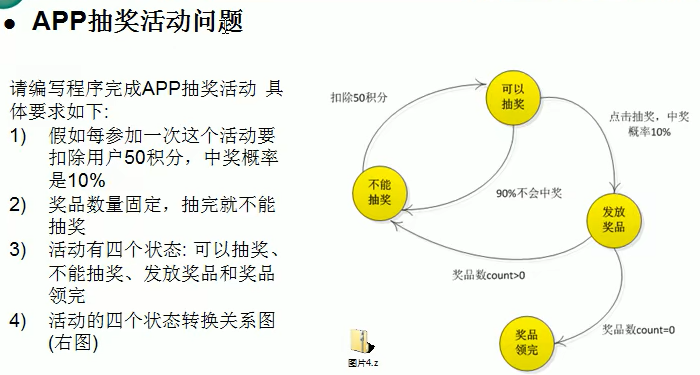 ● APP抽奖活动问题
请编写程序完成APP抽奖活动 具
体要求如下:
1) 假如每参加一次这个活动要
扣除用户50积分，中奖概率
是10%
2) 奖品数量固定，抽完就不能
抽奖
3) 活动有四个状态: 可以抽奖、
不能抽奖、发放奖品和奖品
领完
4) 活动的四个状态转换关系图
(右图)
扣除50积分
可以
抽奖
点击抽奖，中奖
概率10%
不能
抽奖
90%不会中奖
发放
奖品
奖品数count>0
奖品数count=0
奖品
领完
图片4.z